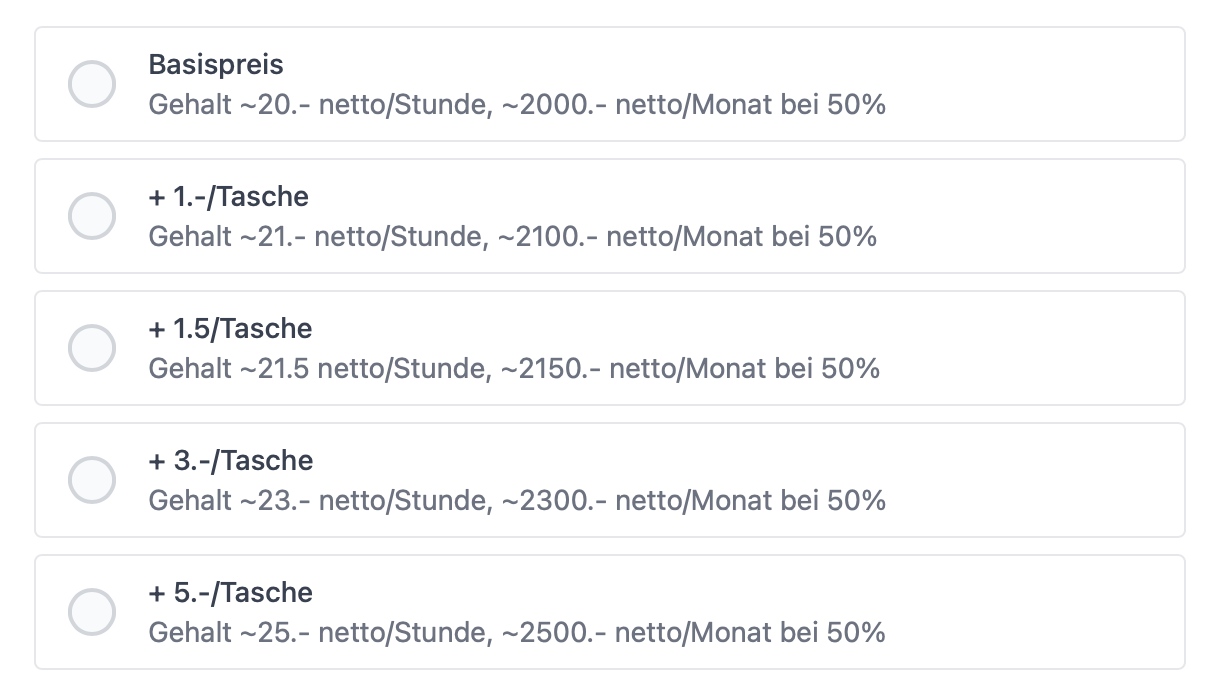 Basispreis
Gehalt ~20.- netto/Stunde, ~2000.- netto/Monat bei 50%
+ 1.-/Tasche
Gehalt ~21.- netto/Stunde, ~2100.- netto/Monat bei 50%
+ 1.5/Tasche
Gehalt ~21.5 netto/Stunde, ~2150.- netto/Monat bei 50%
+ 3.-/Tasche
Gehalt ~23.- netto/Stunde, ~2300.- netto/Monat bei 50%
+ 5.-/Tasche
Gehalt ~25.- netto/Stunde, ~2500.- netto/Monat bei 50%